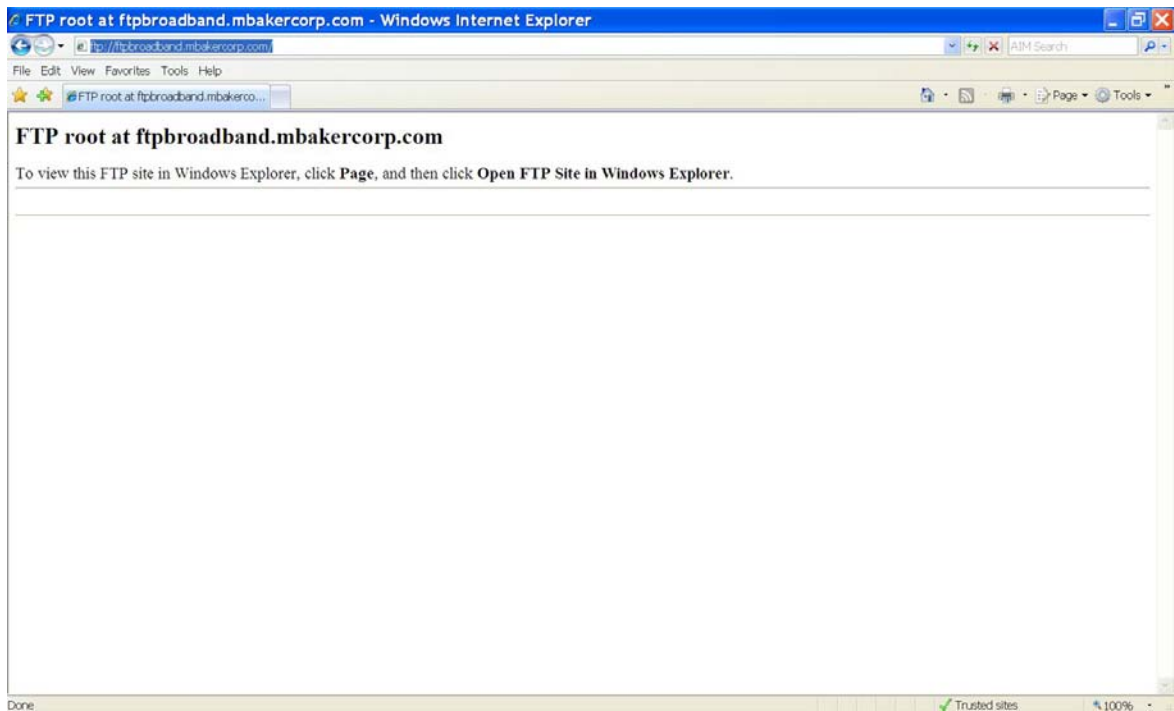 FTP root at ftpbroadband.mbakercorp.com - Windows Internet Explorer
ftp://ftpbroadband.mbakercorp.com/
AIM Search
File Edit View Favorites Tools Help
FTP root at ftpbroadband.mbakerco...
Page Tools
FTP root at ftpbroadband.mbakercorp.com
To view this FTP site in Windows Explorer, click Page, and then click Open FTP Site in Windows Explorer.
Done
Trusted sites
100%